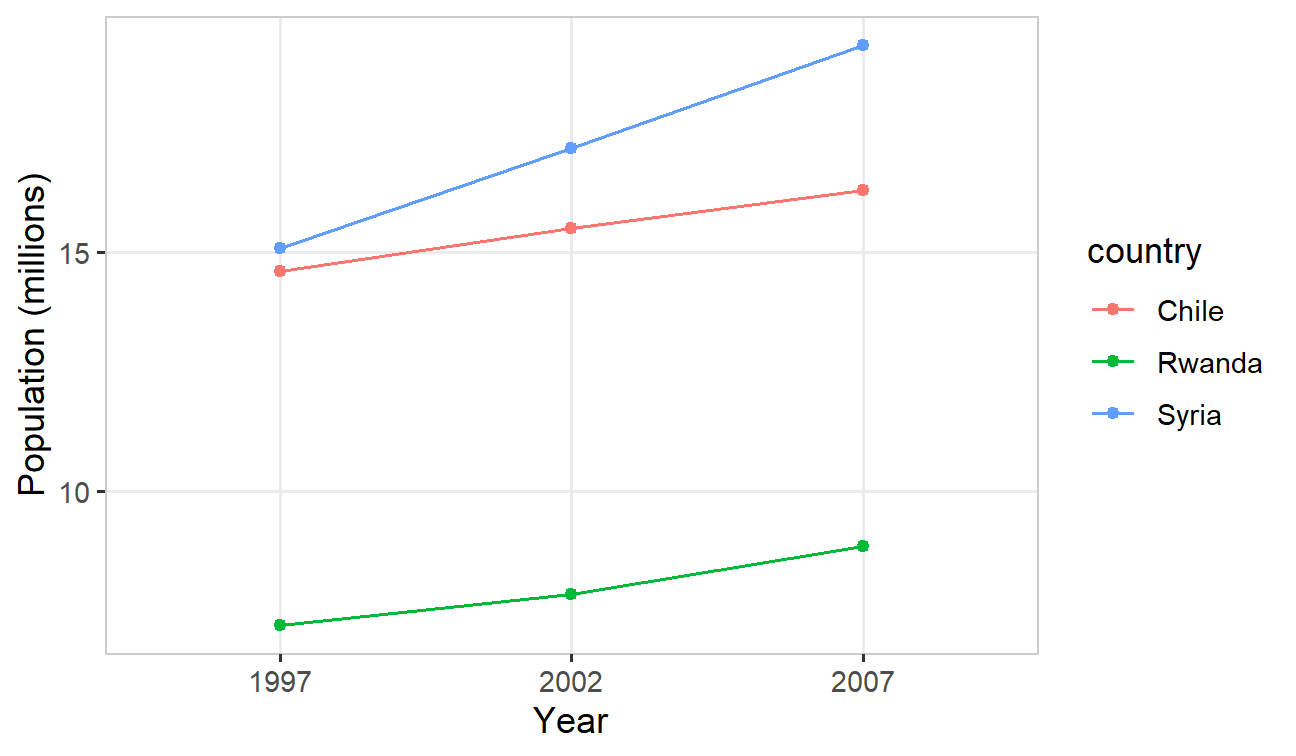 Population (millions)
15
10
1997 2002 2007
Year
country
Chile
Rwanda
Syria